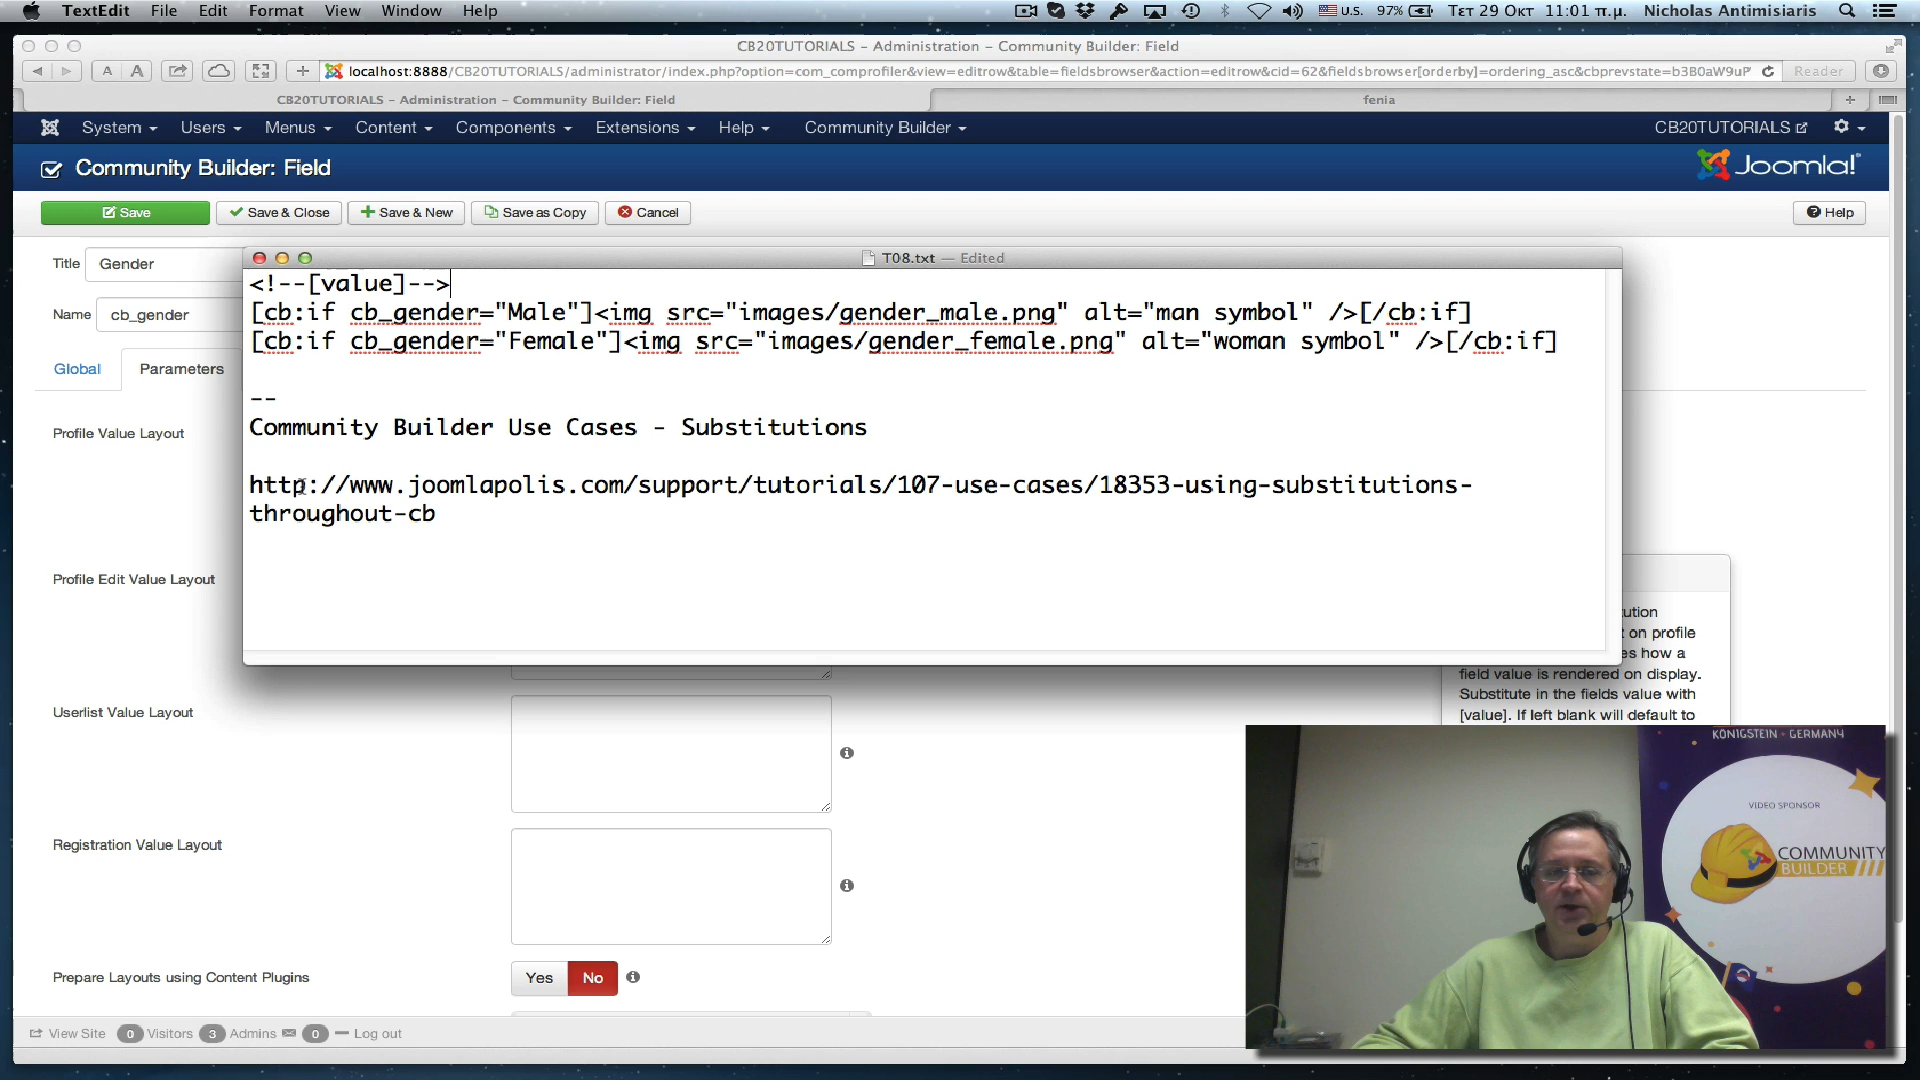 TextEdit File Edit Format View Window Help U.S. 97% Τετ 29 Οκτ 11:01 π.μ. Nicholas Antimisiaris
CB20TUTORIALS - Administration - Community Builder: Field
A A localhost:8888/CB20TUTORIALS/administrator/index.php?option=com_comprofiler&view=editrow&table=fieldsbrowser&action=editrow&cid=62&fieldsbrowser[orderby]=ordering_asc&cbprevstate=b3B0aW9uP Reader
CB20TUTORIALS - Administration - Community Builder: Field fenia
System Users Menus Content Components Extensions Help Community Builder CB20TUTORIALS
Community Builder: Field Joomla!
Save Save & Close Save & New Save as Copy Cancel Help
Title Gender
T08.txt — Edited
Name cb_gender
Global Parameters
<!--[value]-->
[cb:if cb_gender="Male"]<img src="images/gender_male.png" alt="man symbol" />[/cb:if]
[cb:if cb_gender="Female"]<img src="images/gender_female.png" alt="woman symbol" />[/cb:if]
--
Community Builder Use Cases - Substitutions
http://www.joomlapolis.com/support/tutorials/107-use-cases/18353-using-substitutions-
throughout-cb
Profile Value Layout
Profile Edit Value Layout
ution
on profile
es how a
field value is rendered on display.
Substitute in the fields value with
[value]. If left blank will default to
Userlist Value Layout
Registration Value Layout
Prepare Layouts using Content Plugins Yes No
View Site 0 Visitors 3 Admins 0 Log out
KÖNIGSTEIN • GERMANY
VIDEO SPONSOR
COMMUNITY
BUILDER